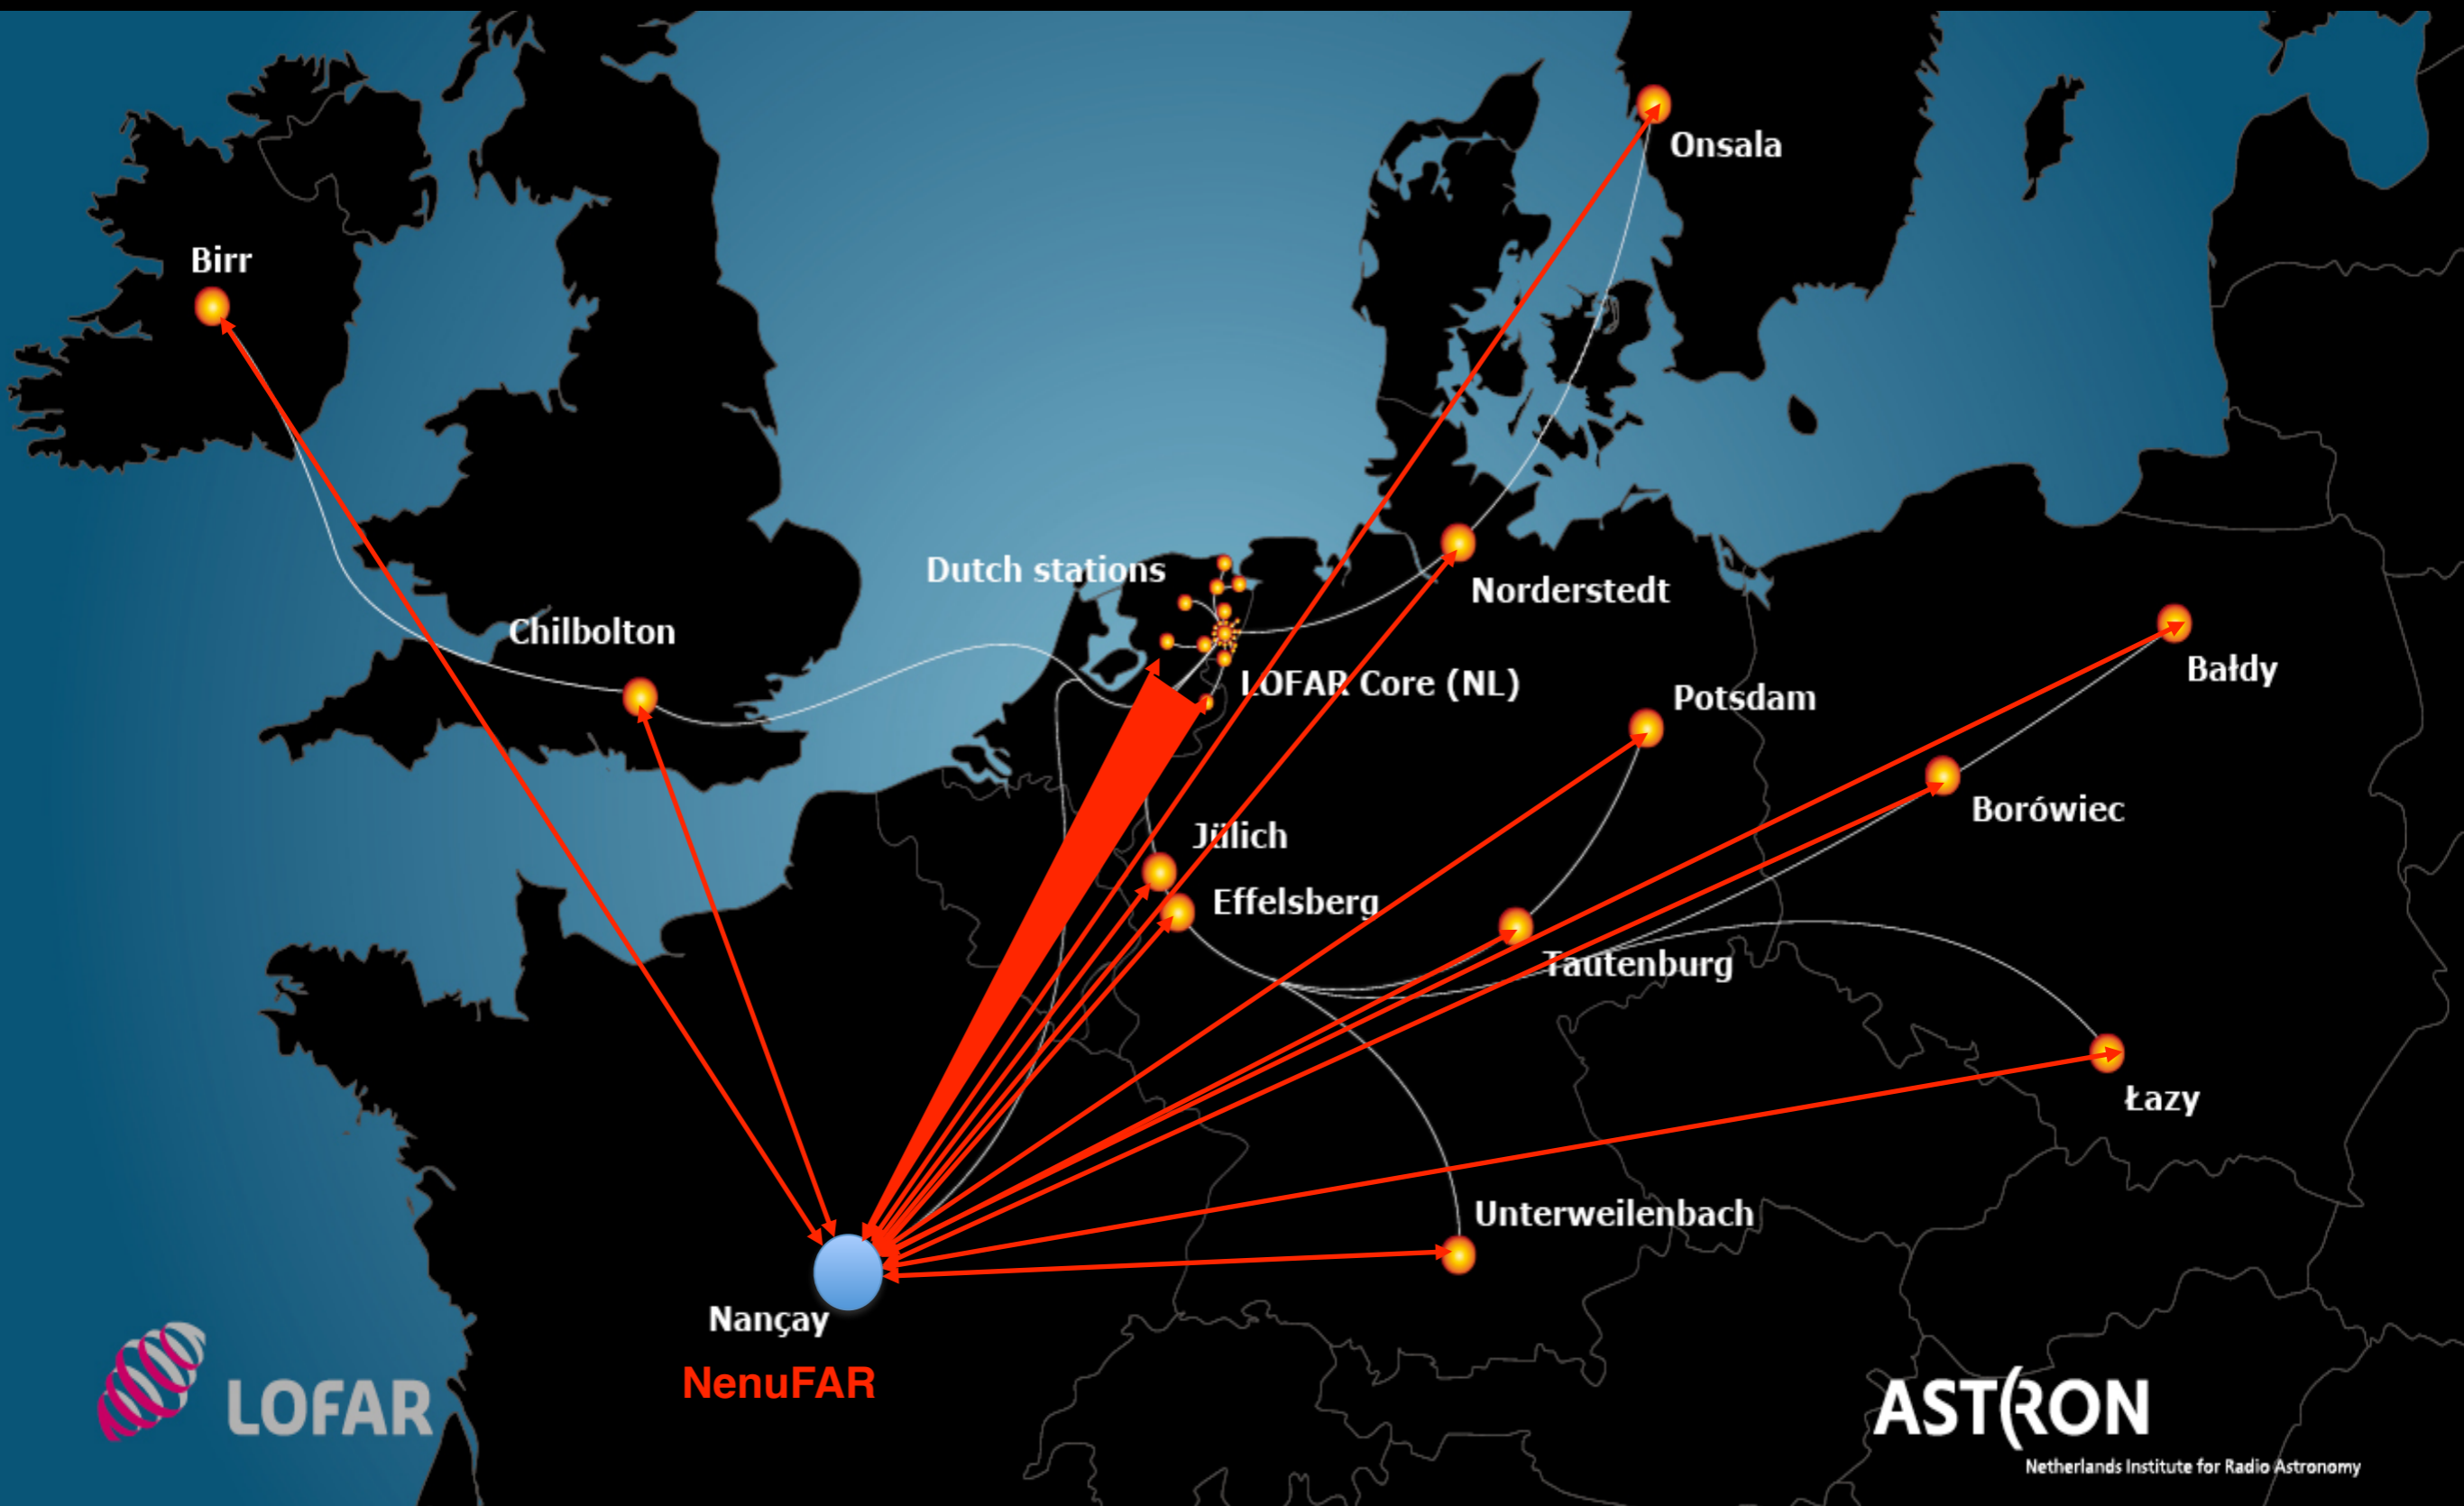 Onsala
Birr
Dutch stations
Norderstedt
Chilbolton
Bałdy
LOFAR Core (NL)
Potsdam
Borówiec
Jülich
Effelsberg
Tautenburg
Łazy
Unterweilenbach
Nançay
NenuFAR
LOFAR
ASTRON
Netherlands Institute for Radio Astronomy